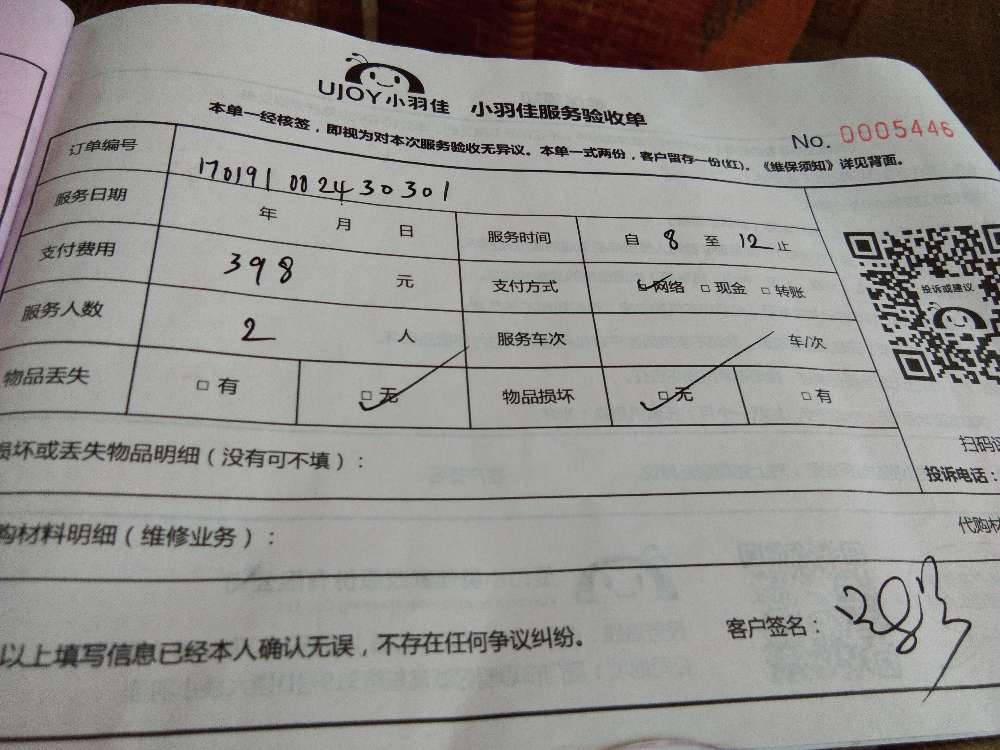 UJOY小羽佳 小羽佳服务验收单
No. 0005446
本单一经核签，即视为对本次服务验收无异议。本单一式两份，客户留存一份(红)。《维保须知》详见背面。
订单编号 170191002430301
服务日期 年 月 日 服务时间 自 8 至 12 止
支付费用 398 元 支付方式 网络 □ 现金 □ 转账
服务人数 2 人 服务车次 车/次
物品丢失 □ 有 □ 无 物品损坏 □ 无 □ 有
投诉或建议
损坏或丢失物品明细（没有可不填）：
扫码
投诉电话：
购材料明细（维修业务）：
代购材
以上填写信息已经本人确认无误，不存在任何争议纠纷。
客户签名：